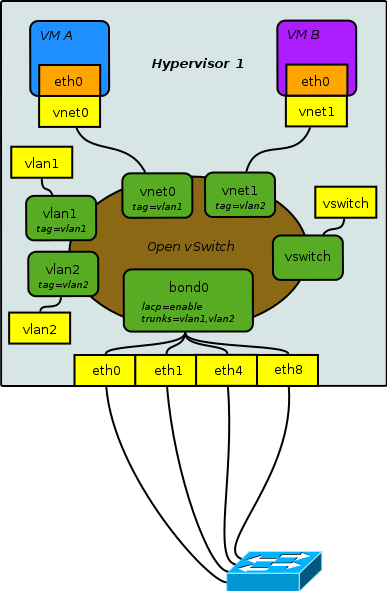 VM A
VM B
Hypervisor 1
eth0
eth0
vnet0
vnet1
vlan1
vnet0
tag=vlan1
vnet1
tag=vlan2
vswitch
vlan1
tag=vlan1
Open vSwitch
vswitch
vlan2
tag=vlan2
bond0
lacp=enable
trunks=vlan1,vlan2
vlan2
eth0
eth1
eth4
eth8